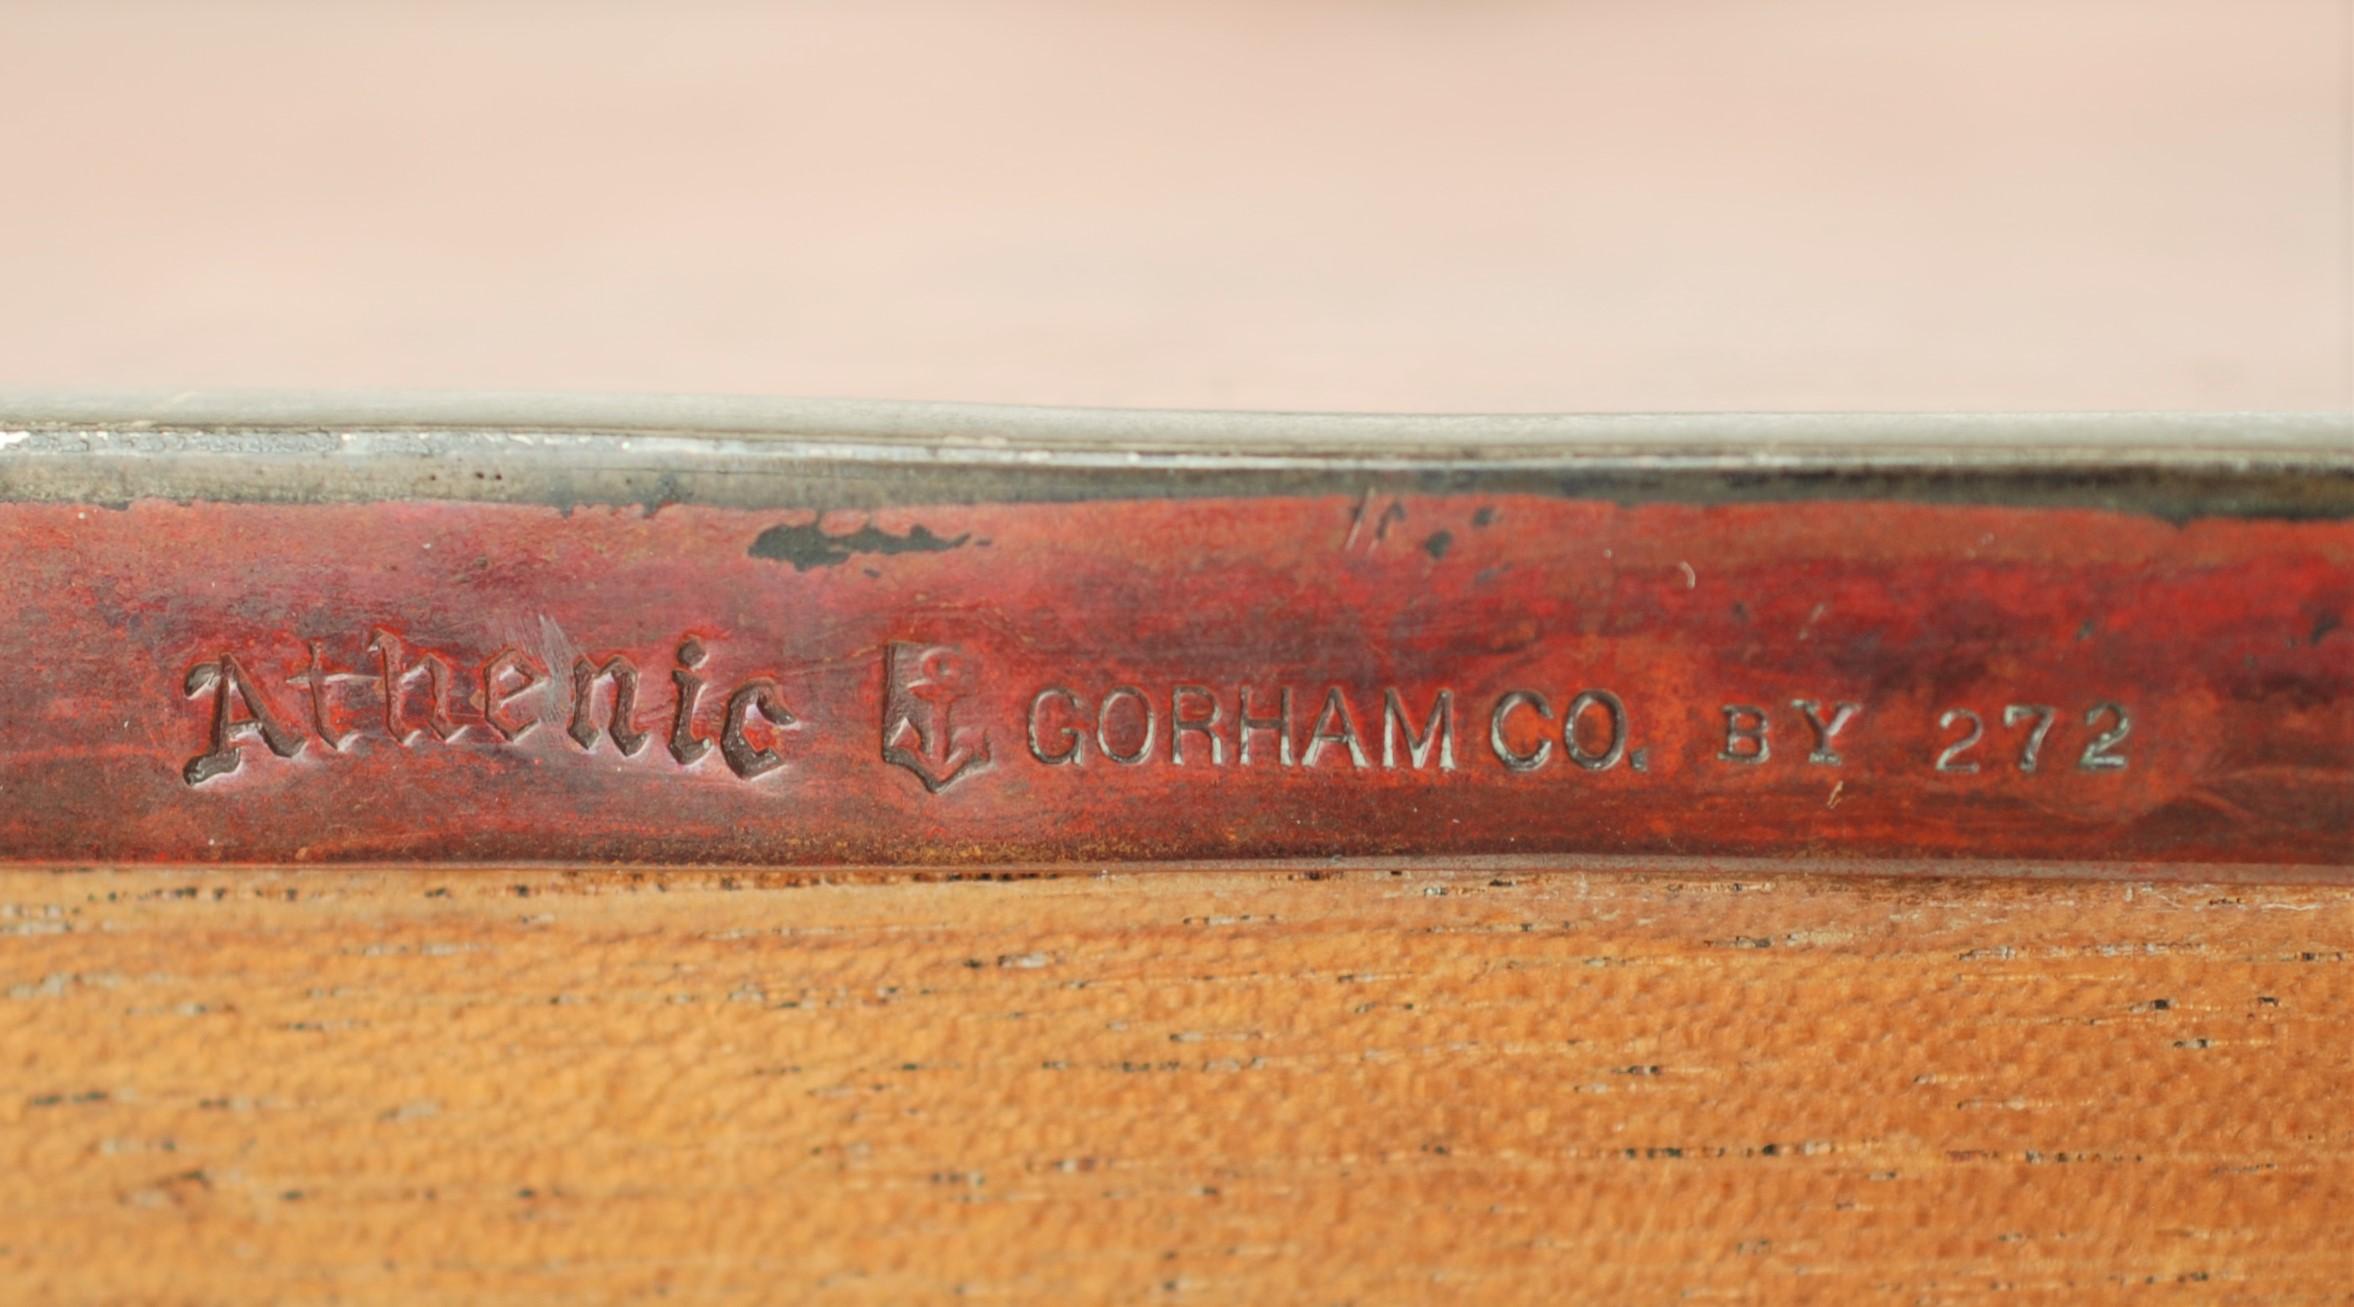 Athenic GORHAM CO. BY 272